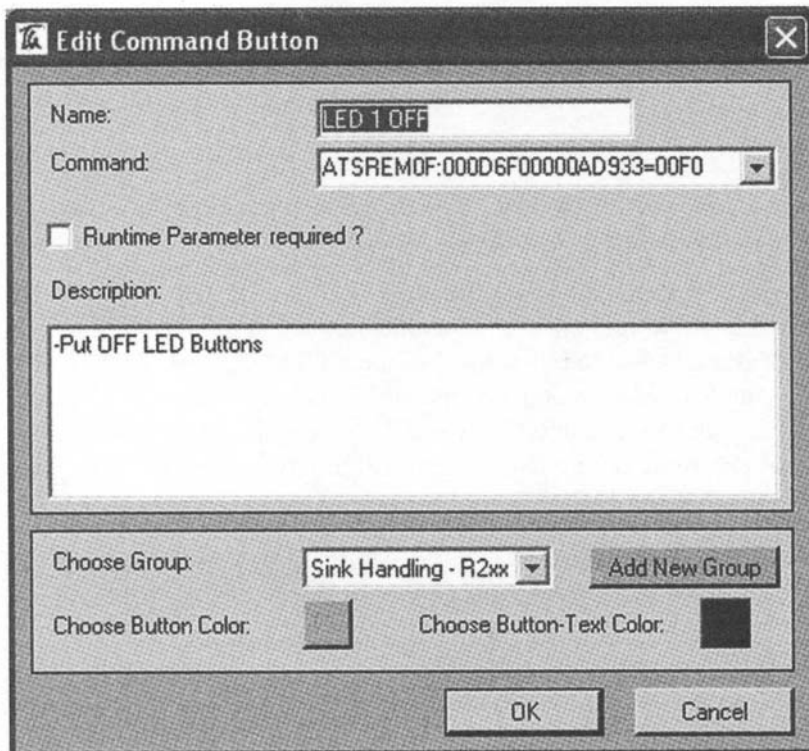 Edit Command Button
Name:
LED 1 OFF
Command:
ATSREM0F:000D6F00000AD933=00F0
Runtime Parameter required ?
Description:
-Put OFF LED Buttons
Choose Group:
Sink Handling - R2xx
Add New Group
Choose Button Color:
Choose Button-Text Color:
OK
Cancel